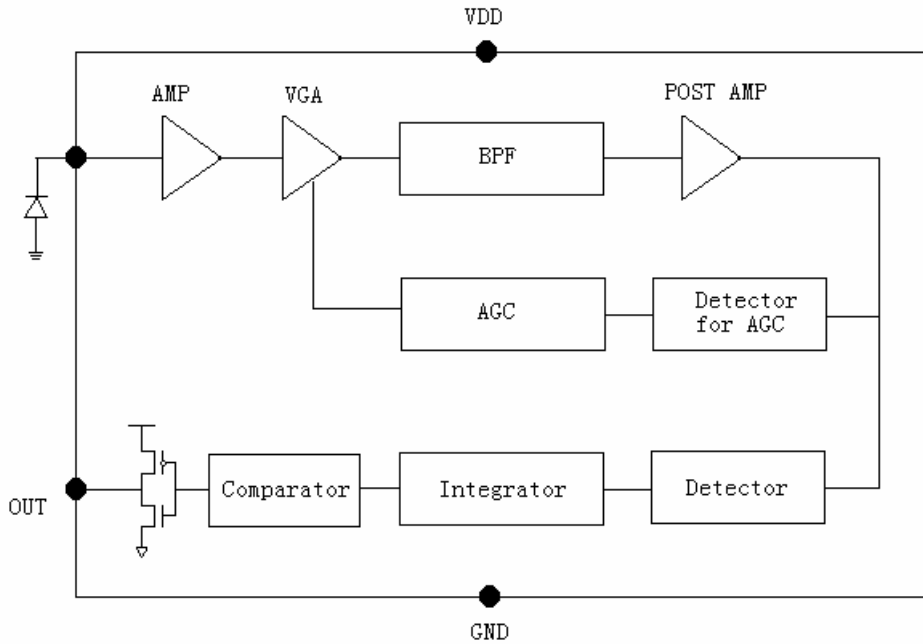 VDD
AMP
VGA
POST AMP
BPF
AGC
Detector
for AGC
OUT
Comparator
Integrator
Detector
GND